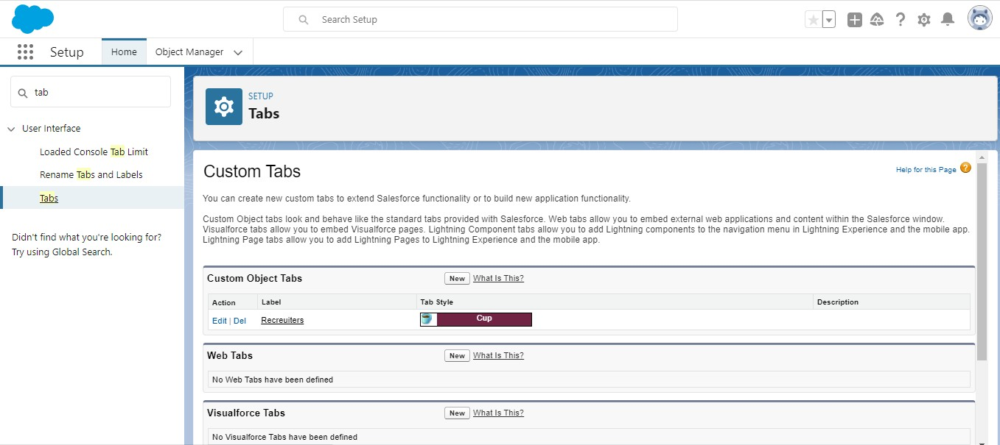 Search Setup
Setup
Home
Object Manager
tab
User Interface
Loaded Console Tab Limit
Rename Tabs and Labels
Tabs
Didn't find what you're looking for?
Try using Global Search.
SETUP
Tabs
Custom Tabs
Help for this Page ?
You can create new custom tabs to extend Salesforce functionality or to build new application functionality.
Custom Object tabs look and behave like the standard tabs provided with Salesforce. Web tabs allow you to embed external web applications and content within the Salesforce window.
Visualforce tabs allow you to embed Visualforce pages. Lightning Component tabs allow you to add Lightning components to the navigation menu in Lightning Experience and the mobile app.
Lightning Page tabs allow you to add Lightning Pages to Lightning Experience and the mobile app.
Custom Object Tabs New What Is This?
Action Label Tab Style Description
Edit | Del Recreuiters Cup
Web Tabs New What Is This?
No Web Tabs have been defined
Visualforce Tabs New What Is This?
No Visualforce Tabs have been defined